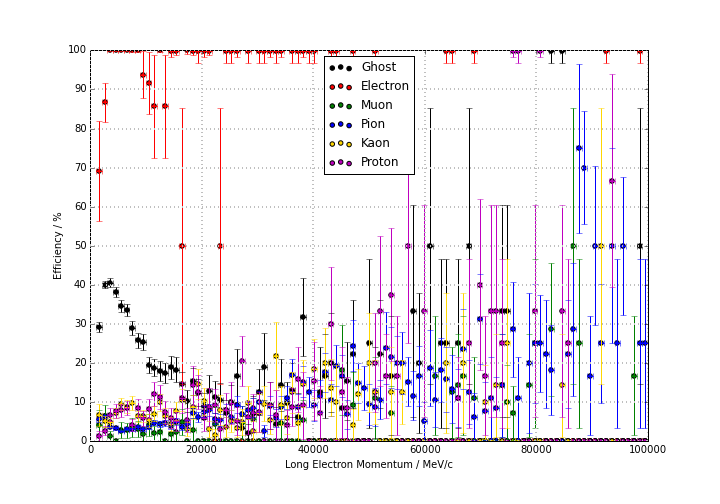 100
90
80
70
60
50
40
30
20
10
0
Efficiency / %
Ghost
Electron
Muon
Pion
Kaon
Proton
0 20000 40000 60000 80000 100000
Long Electron Momentum / MeV/c